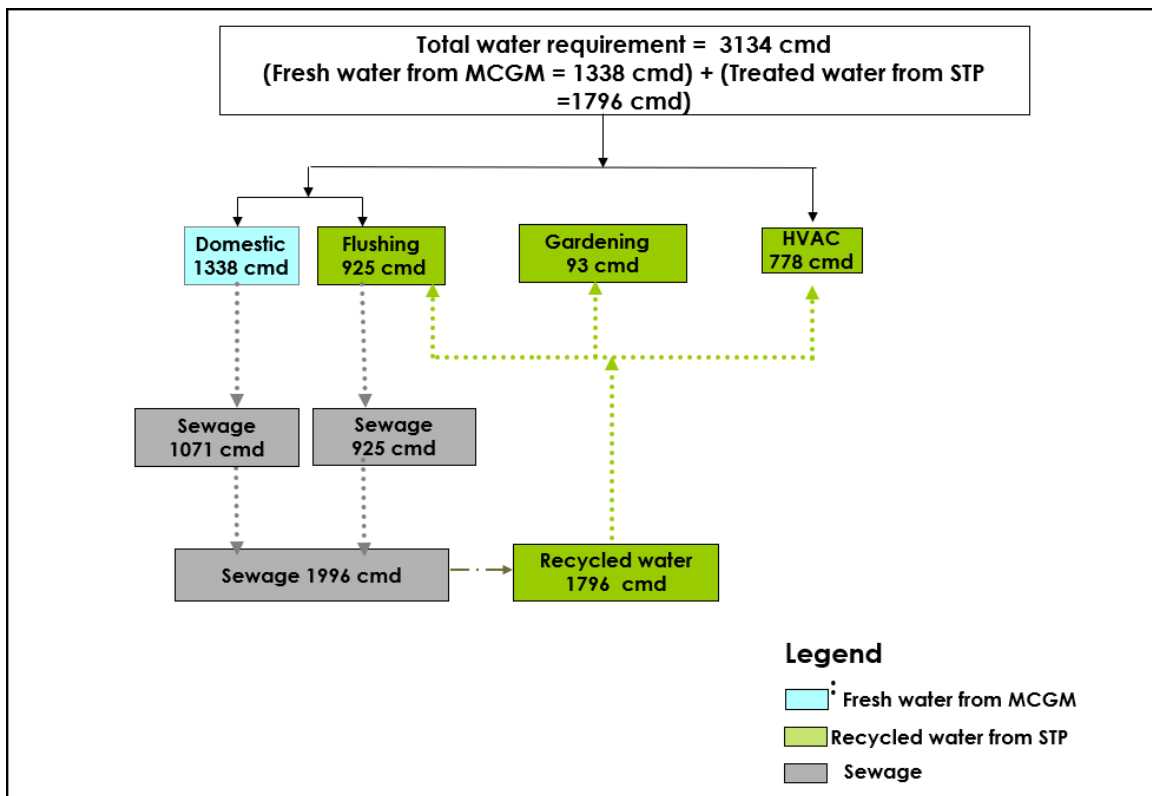 Total water requirement = 3134 cmd
(Fresh water from MCGM = 1338 cmd) + (Treated water from STP
=1796 cmd)
Domestic
1338 cmd
Flushing
925 cmd
Gardening
93 cmd
HVAC
778 cmd
Sewage
1071 cmd
Sewage
925 cmd
Sewage 1996 cmd
Recycled water
1796 cmd
Legend
:
Fresh water from MCGM
Recycled water from STP
Sewage